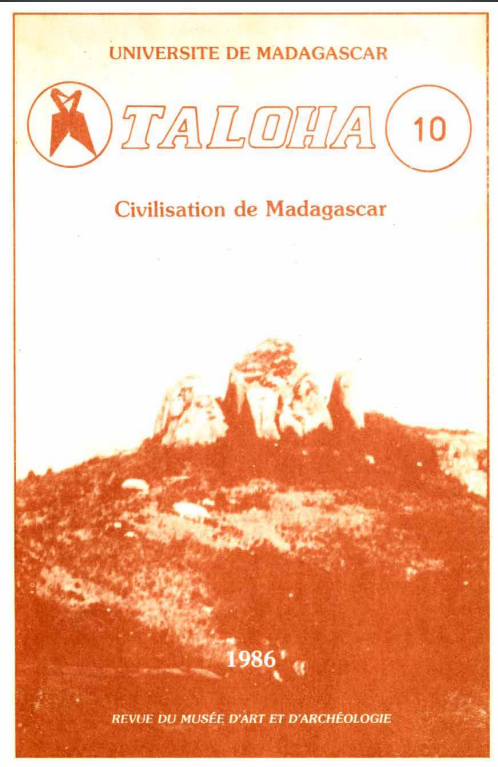 UNIVERSITE DE MADAGASCAR
TALOHA
10
Civilisation de Madagascar
1986
REVUE DU MUSÉE D'ART ET D'ARCHÉOLOGIE